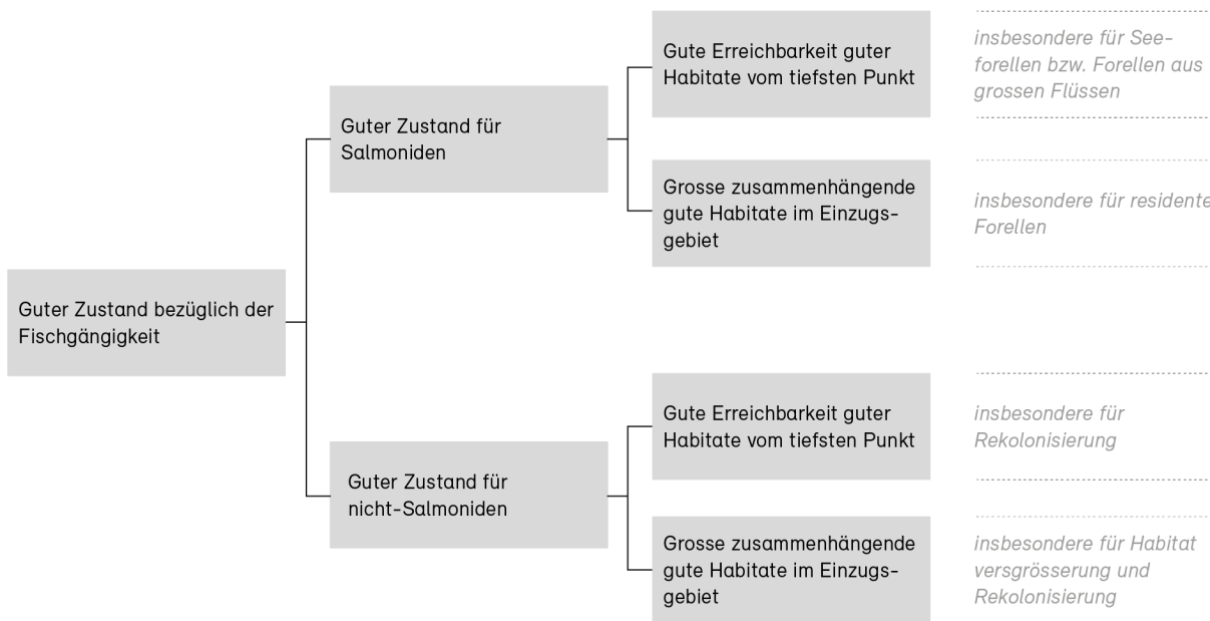 Guter Zustand bezüglich der
Fischgängigkeit
Guter Zustand für
Salmoniden
Gute Erreichbarkeit guter
Habitate vom tiefsten Punkt
insbesondere für See-
forellen bzw. Forellen aus
grossen Flüssen
Grosse zusammenhängende
gute Habitate im Einzugs-
gebiet
insbesondere für residente
Forellen
Guter Zustand für
nicht-Salmoniden
Gute Erreichbarkeit guter
Habitate vom tiefsten Punkt
insbesondere für
Rekolonisierung
Grosse zusammenhängende
gute Habitate im Einzugs-
gebiet
insbesondere für Habitat
versgrösserung und
Rekolonisierung